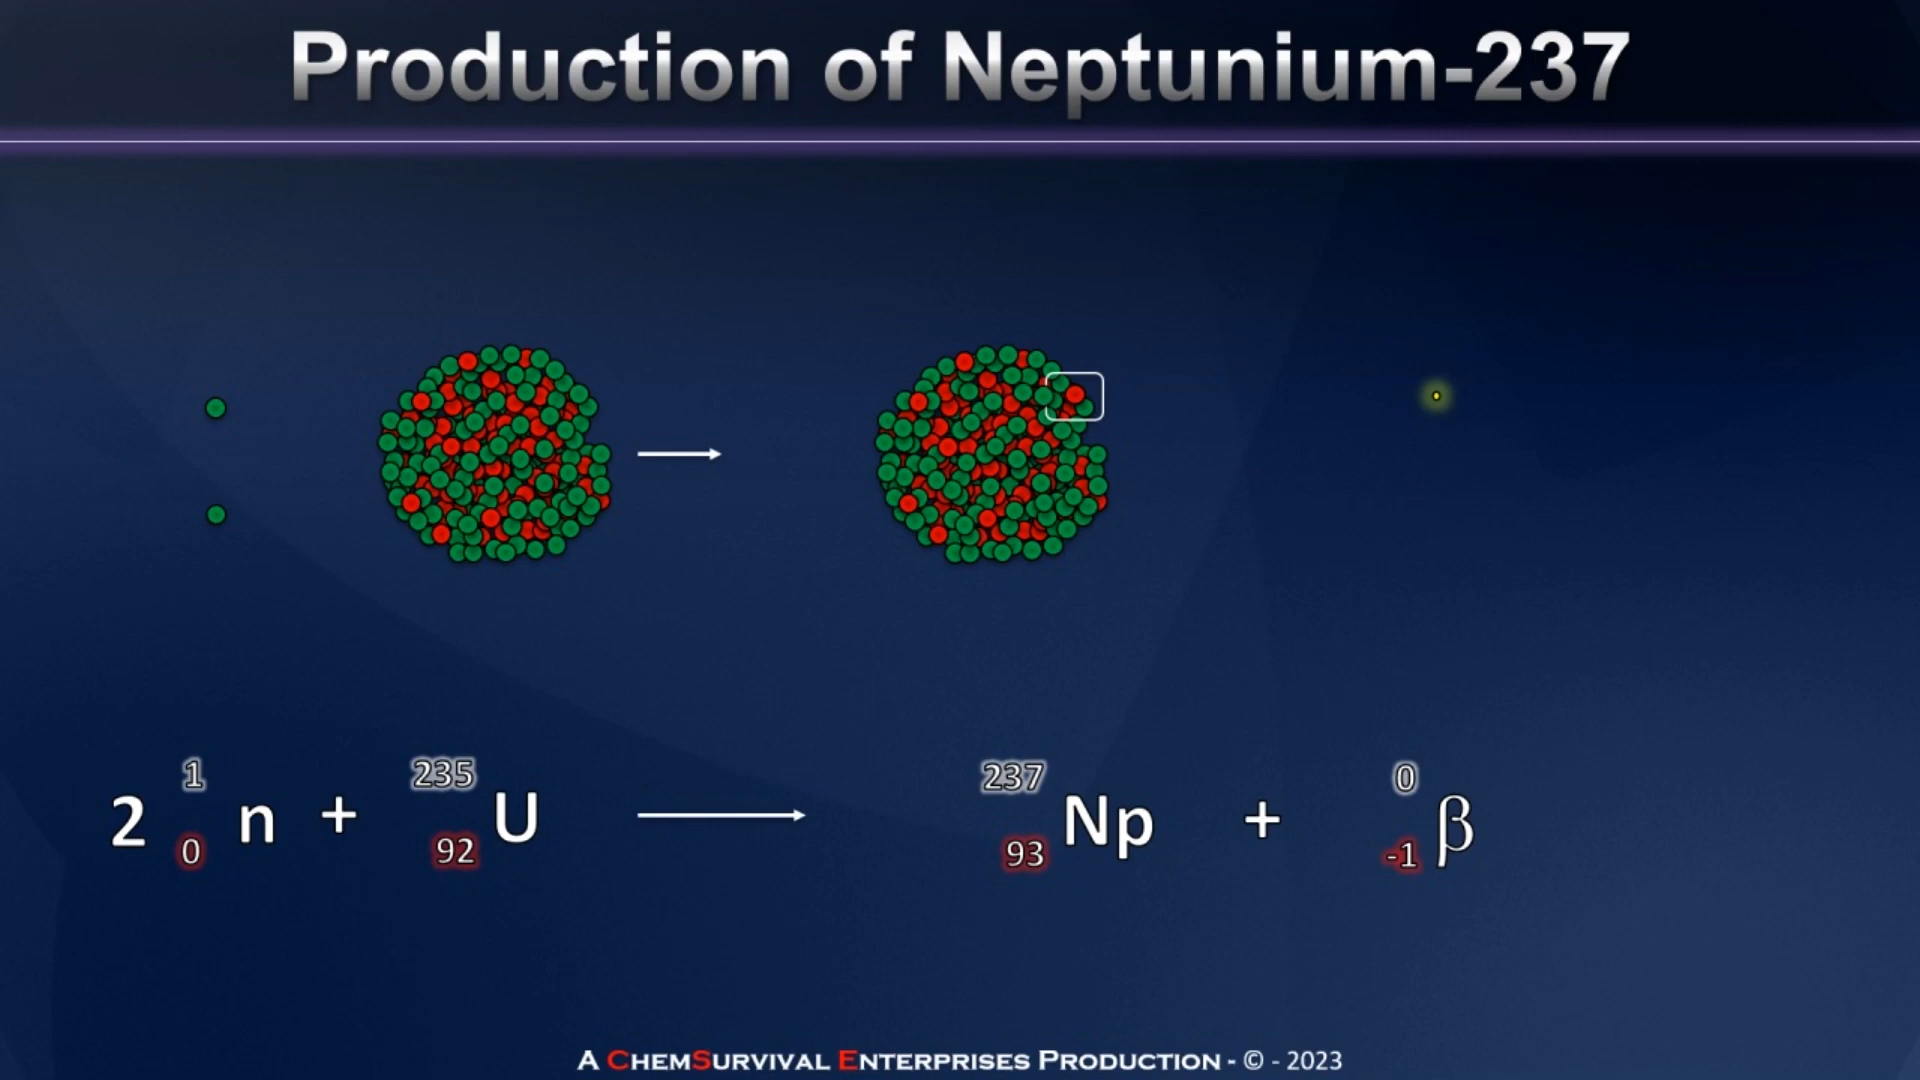 Production of Neptunium-237
2 1 0 n + 235 92 U → 237 93 Np + 0 -1 β
A ChemSurvival Enterprises Production - © - 2023